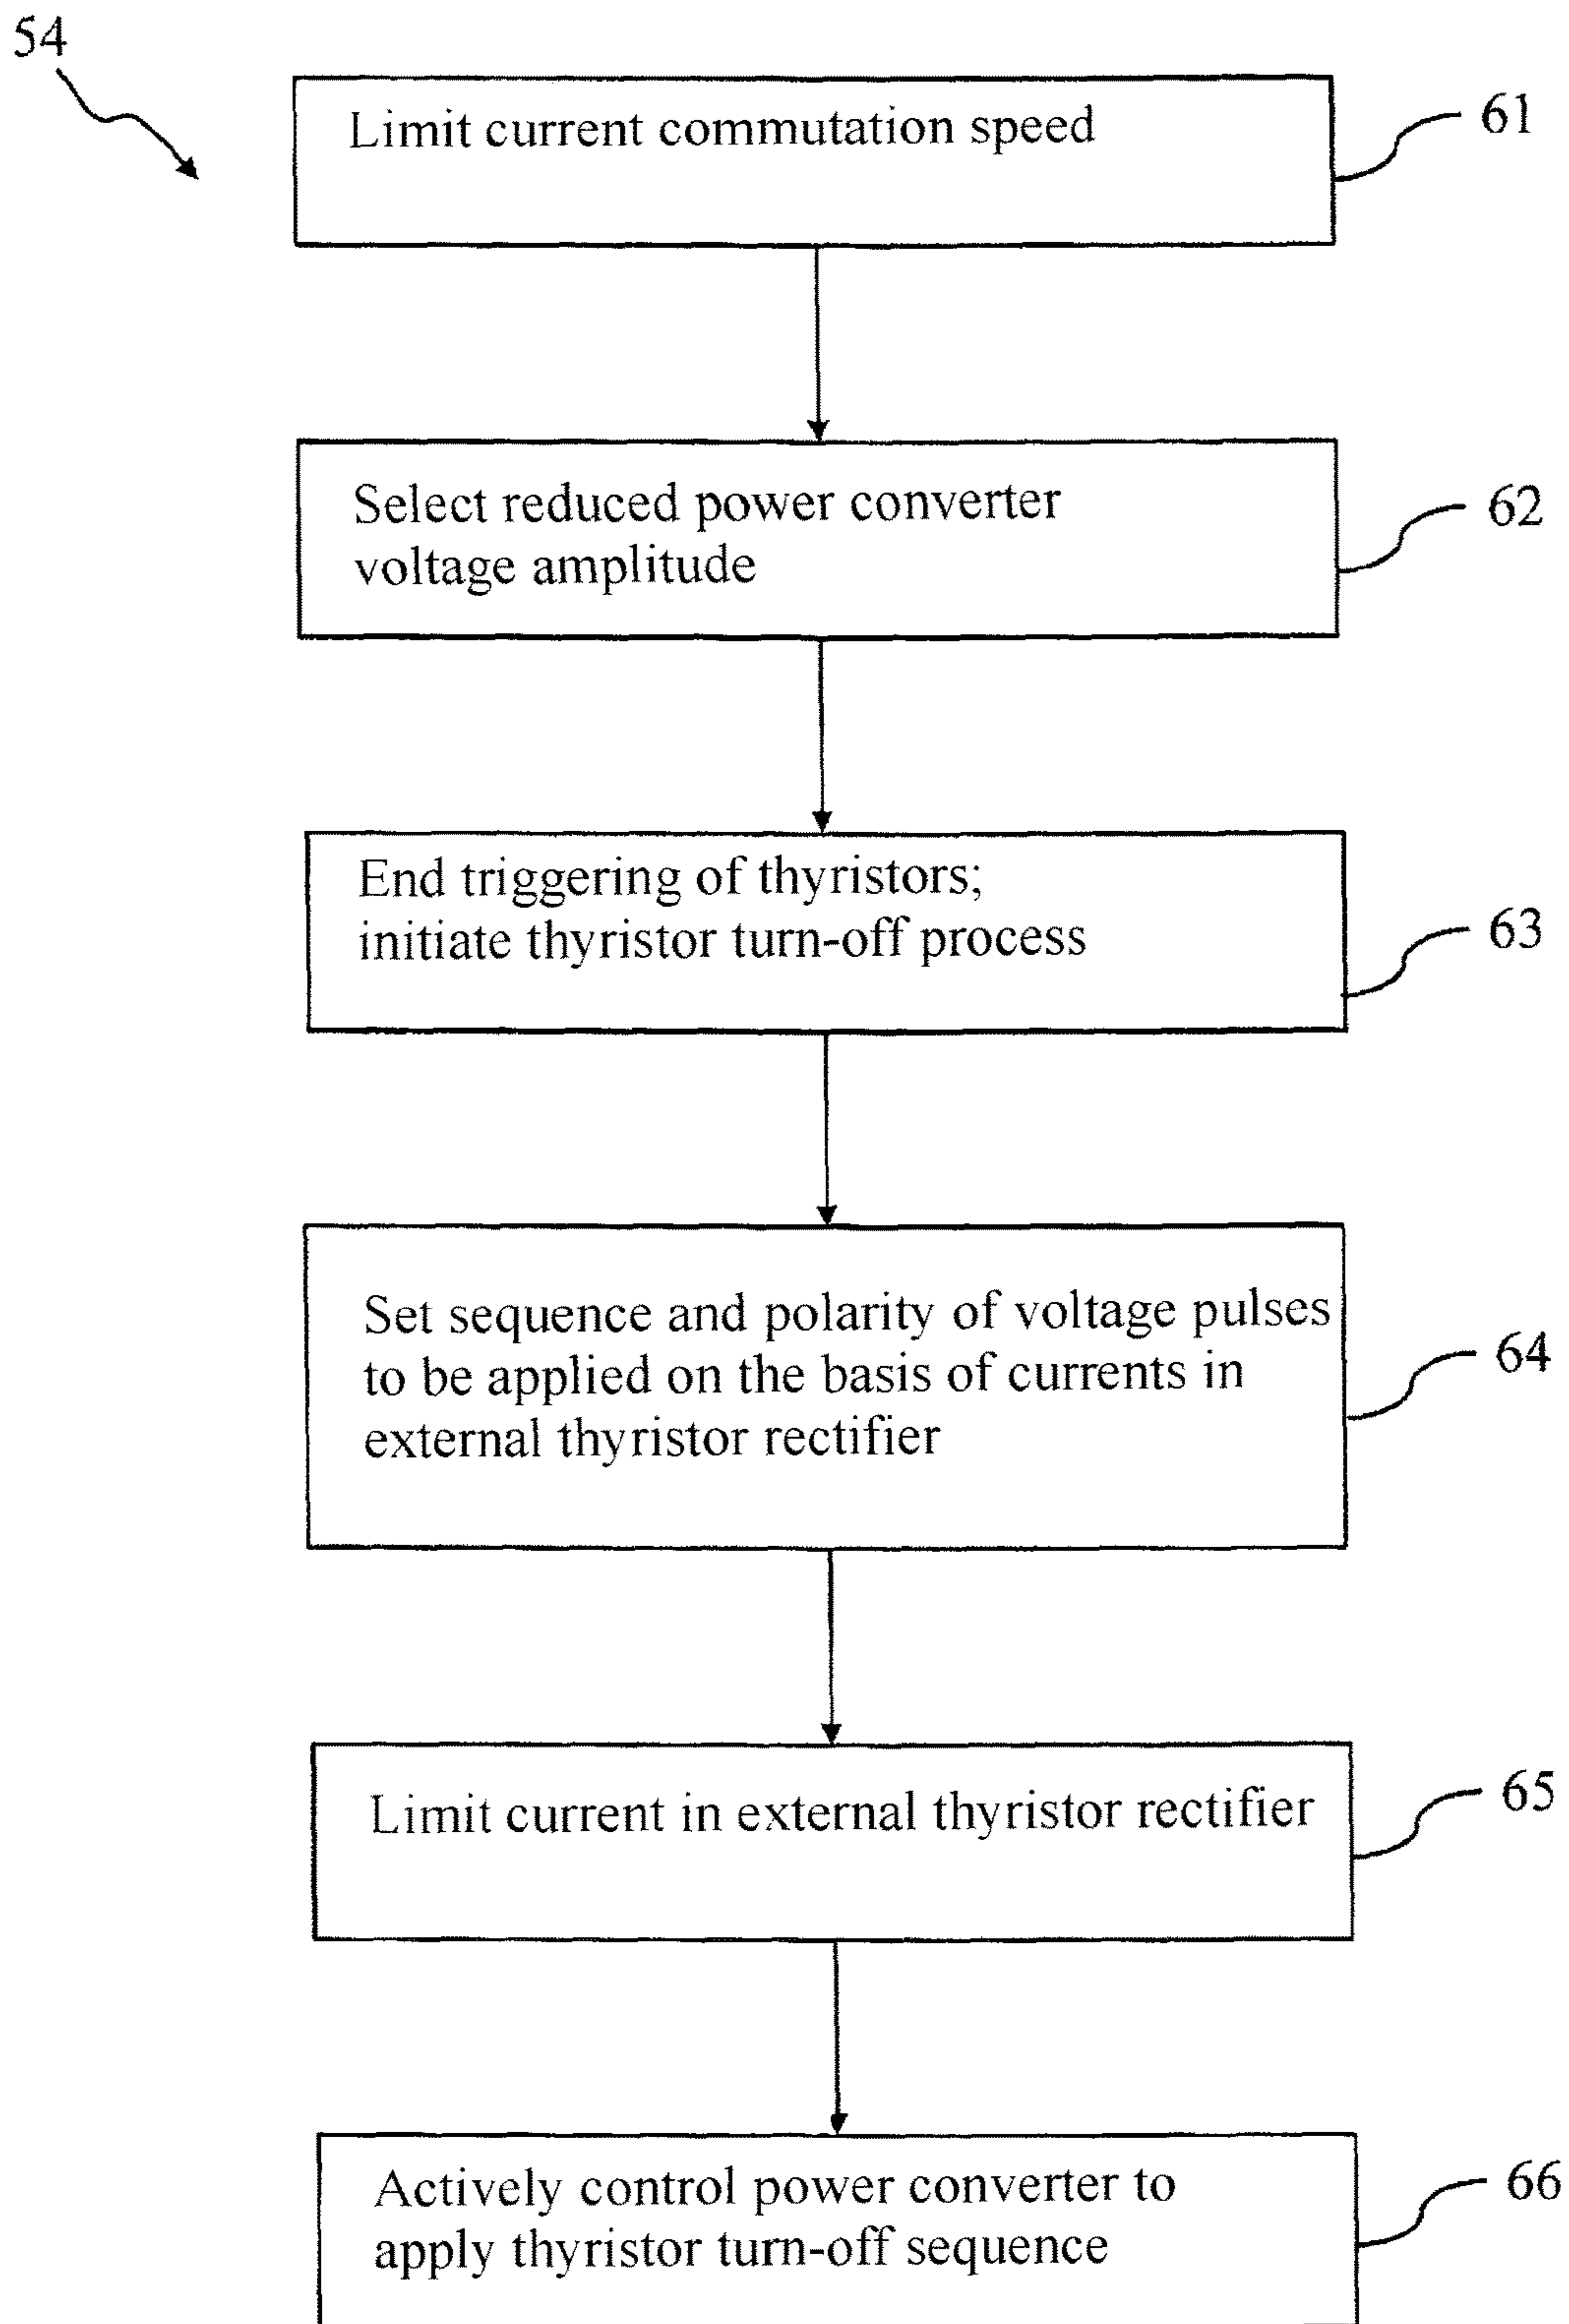 54
Limit current commutation speed
61
Select reduced power converter
voltage amplitude
62
End triggering of thyristors;
initiate thyristor turn-off process
63
Set sequence and polarity of voltage pulses
to be applied on the basis of currents in
external thyristor rectifier
64
Limit current in external thyristor rectifier
65
Actively control power converter to
apply thyristor turn-off sequence
66